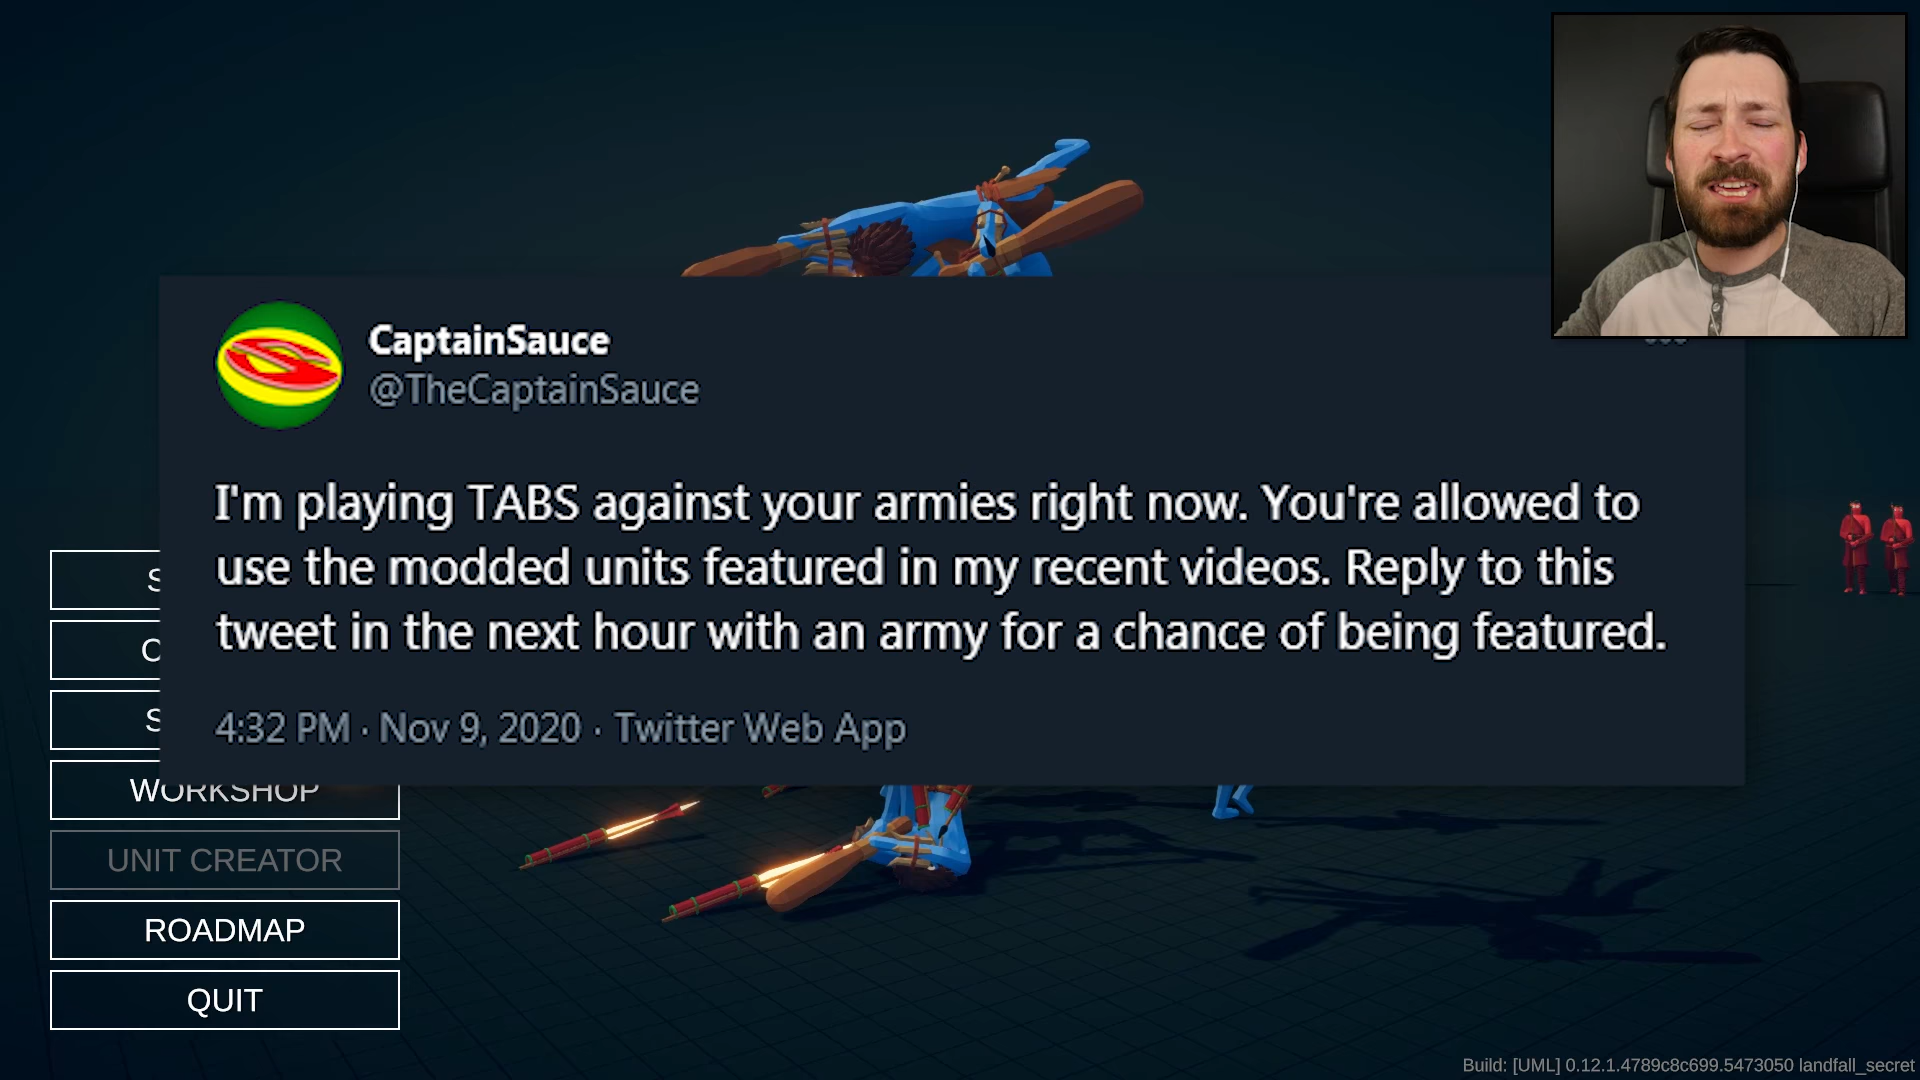 CaptainSauce
@TheCaptainSauce
I'm playing TABS against your armies right now. You're allowed to
use the modded units featured in my recent videos. Reply to this
tweet in the next hour with an army for a chance of being featured.
4:32 PM · Nov 9, 2020 · Twitter Web App
WORKSHOP
UNIT CREATOR
ROADMAP
QUIT
Build: [UML] 0.12.1.4789c8c699.5473050 landfall_secret